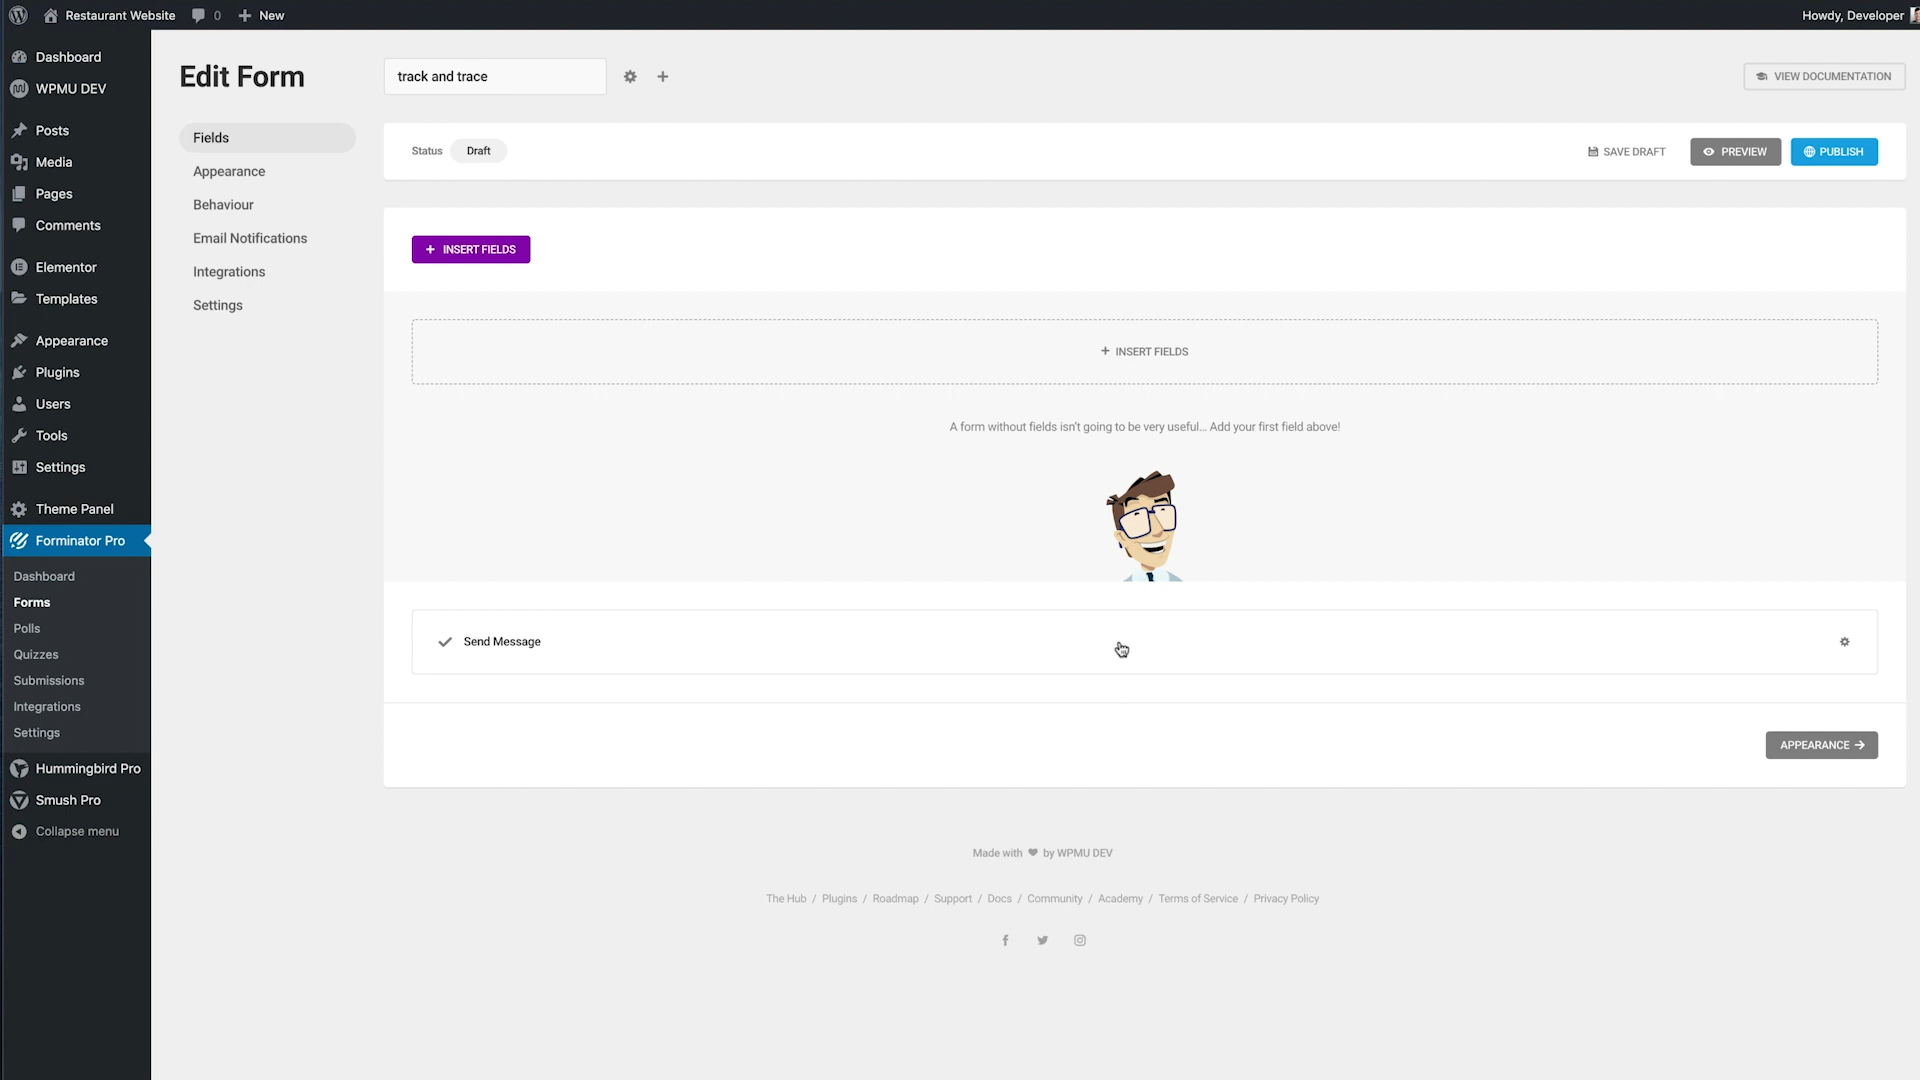 Restaurant Website 0 New Howdy, Developer
Dashboard
WPMU DEV
Posts
Media
Pages
Comments
Elementor
Templates
Appearance
Plugins
Users
Tools
Settings
Theme Panel
Forminator Pro
Dashboard
Forms
Polls
Quizzes
Submissions
Integrations
Settings
Hummingbird Pro
Smush Pro
Collapse menu
Edit Form
track and trace
VIEW DOCUMENTATION
Fields
Appearance
Behaviour
Email Notifications
Integrations
Settings
Status Draft
SAVE DRAFT
PREVIEW
PUBLISH
+ INSERT FIELDS
+ INSERT FIELDS
A form without fields isn't going to be very useful... Add your first field above!
Send Message
APPEARANCE →
Made with ♥ by WPMU DEV
The Hub / Plugins / Roadmap / Support / Docs / Community / Academy / Terms of Service / Privacy Policy